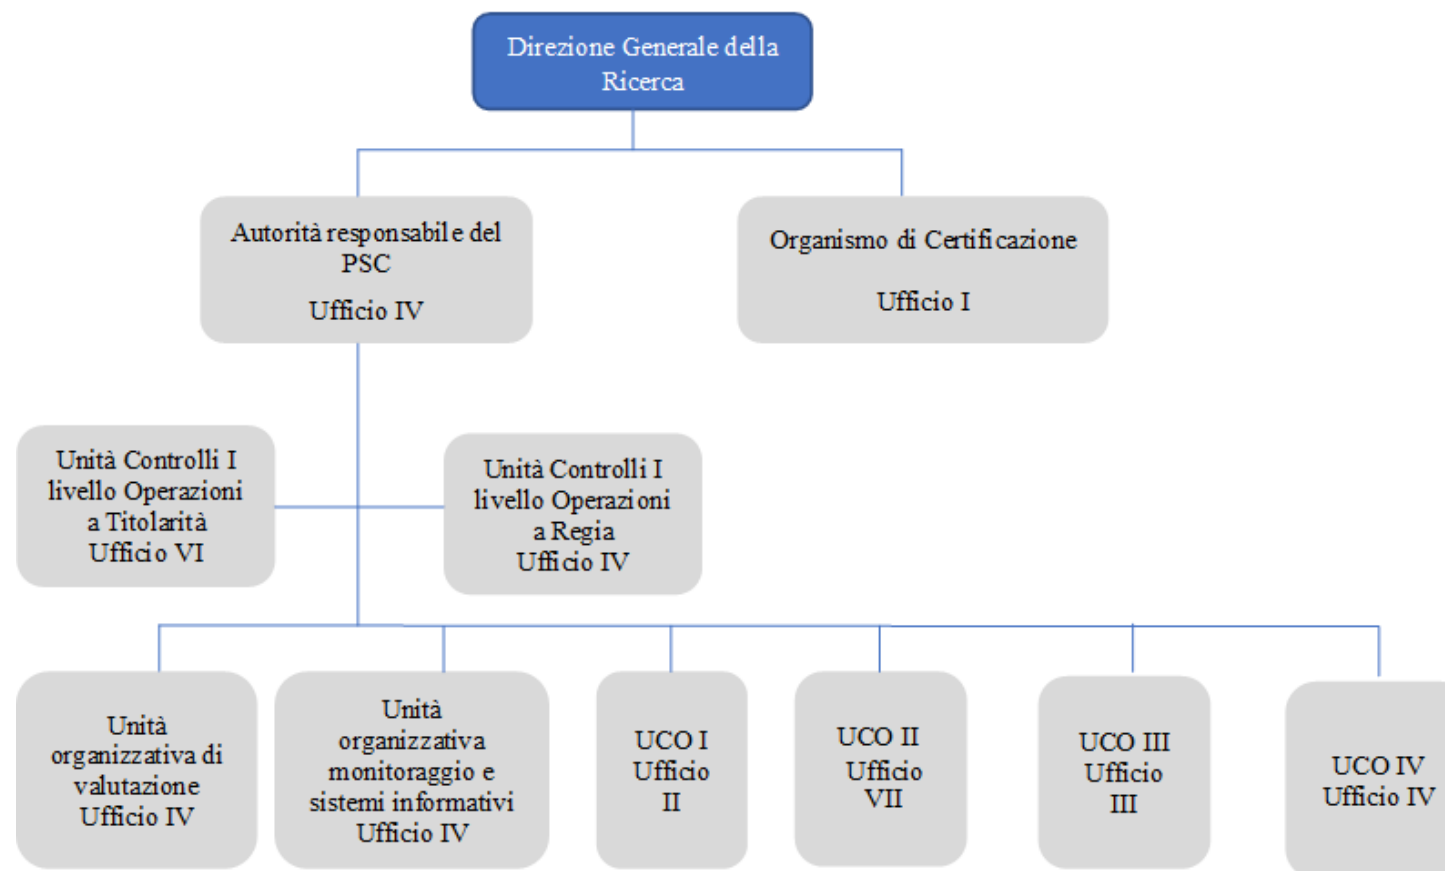 Direzione Generale della
Ricerca
Autorità responsabile del
PSC
Ufficio IV
Organismo di Certificazione
Ufficio I
Unità Controlli I
livello Operazioni
a Titolarità
Ufficio VI
Unità Controlli I
livello Operazioni
a Regia
Ufficio IV
Unità
organizzativa di
valutazione
Ufficio IV
Unità
organizzativa
monitoraggio e
sistemi informativi
Ufficio IV
UCO I
Ufficio
II
UCO II
Ufficio
VII
UCO III
Ufficio
III
UCO IV
Ufficio IV